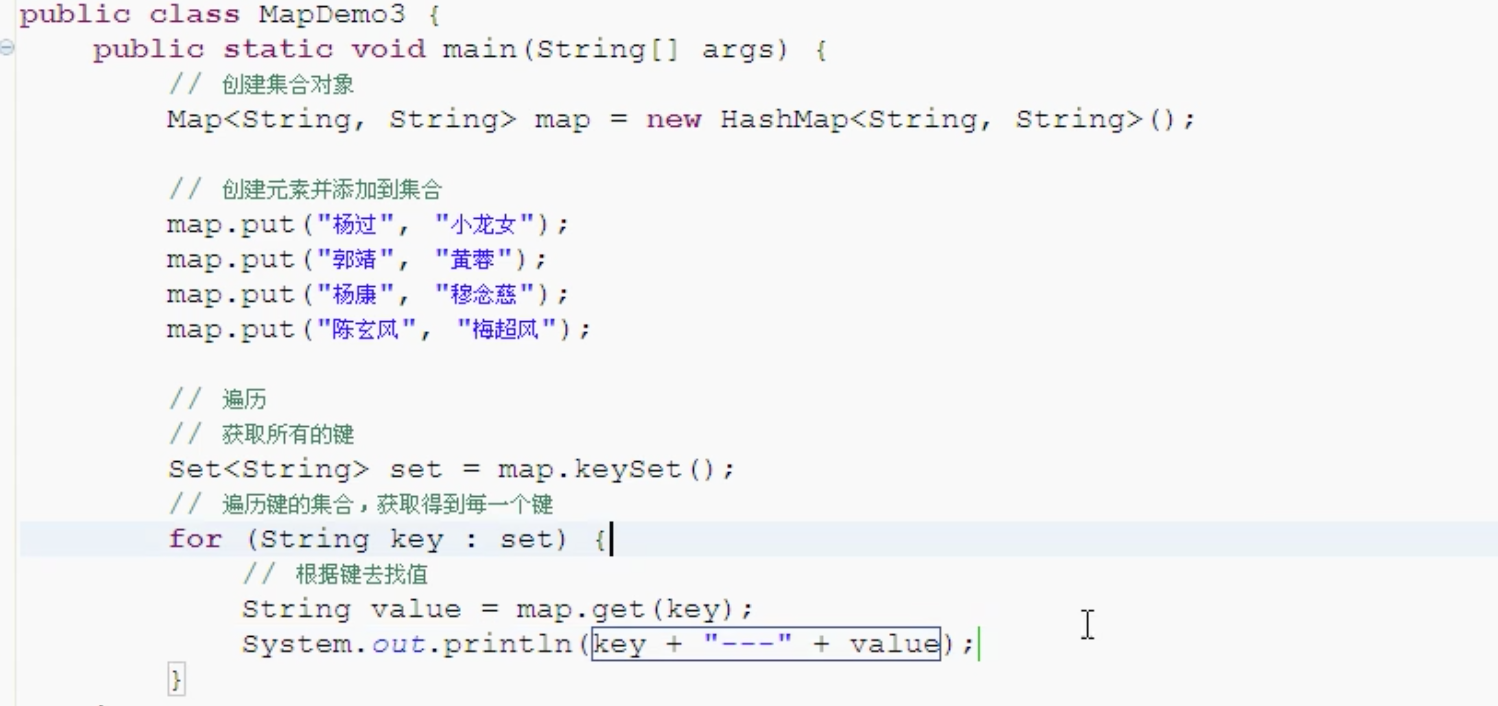 public class MapDemo3 {
public static void main(String[] args) {
// 创建集合对象
Map<String, String> map = new HashMap<String, String>();
// 创建元素并添加到集合
map.put("杨过", "小龙女");
map.put("郭靖", "黄蓉");
map.put("杨康", "穆念慈");
map.put("陈玄风", "梅超风");
// 遍历
// 获取所有的键
Set<String> set = map.keySet();
// 遍历键的集合，获取得到每一个键
for (String key : set) {
// 根据键去找值
String value = map.get(key);
System.out.println(key + "---" + value);
}